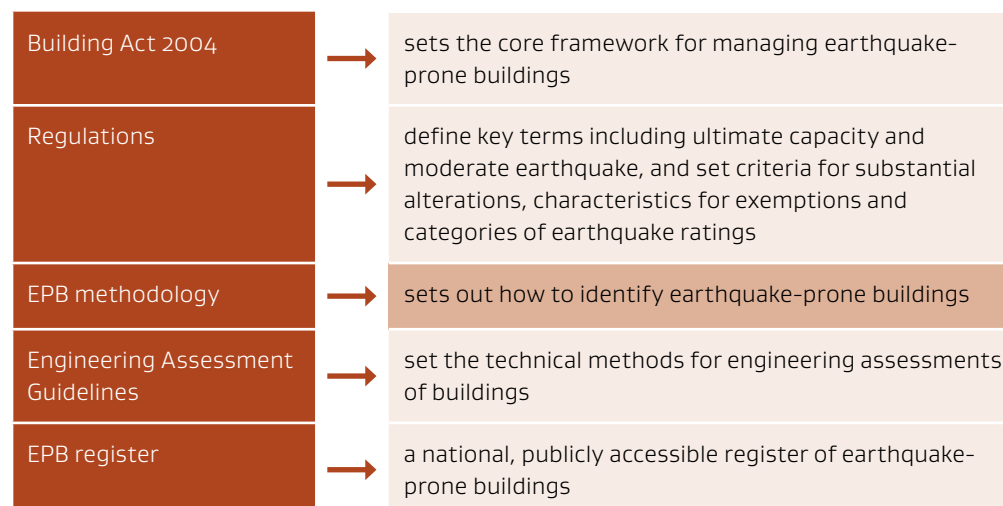 Building Act 2004
sets the core framework for managing earthquake-
prone buildings
Regulations
define key terms including ultimate capacity and
moderate earthquake, and set criteria for substantial
alterations, characteristics for exemptions and
categories of earthquake ratings
EPB methodology
sets out how to identify earthquake-prone buildings
Engineering Assessment
Guidelines
set the technical methods for engineering assessments
of buildings
EPB register
a national, publicly accessible register of earthquake-
prone buildings